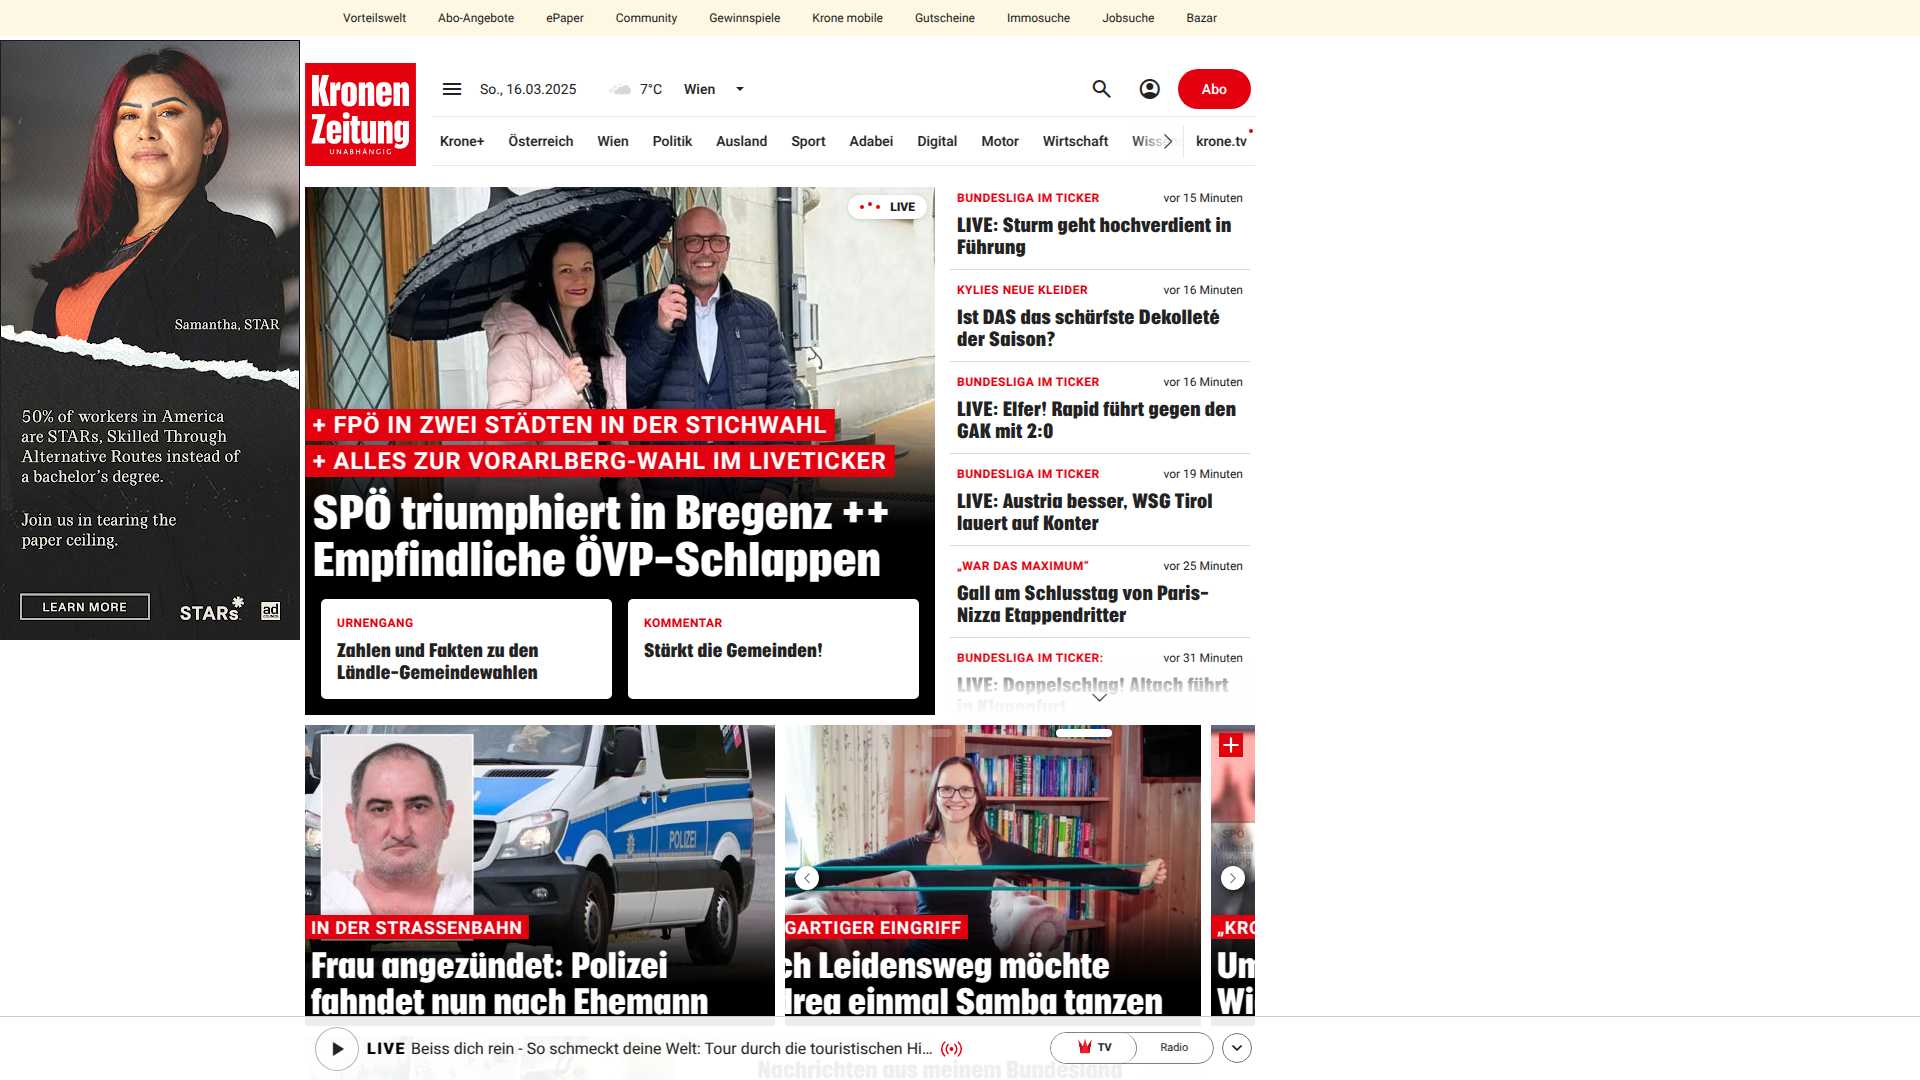 Vorteilswelt Abo-Angebote ePaper Community Gewinnspiele Krone mobile Gutscheine Immosuche Jobsuche Bazar
Samantha, STAR
50% of workers in America
are STARs, Skilled Through
Alternative Routes instead of
a bachelor's degree.
Join us in tearing the
paper ceiling.
LEARN MORE
STARs
ad
Kronen
Zeitung
UNABHÄNGIG
So., 16.03.2025 7°C Wien
Abo
Krone+ Österreich Wien Politik Ausland Sport Adabei Digital Motor Wirtschaft Wiss krone.tv
LIVE
+ FPÖ IN ZWEI STÄDTEN IN DER STICHWAHL
+ ALLES ZUR VORARLBERG-WAHL IM LIVETICKER
SPÖ triumphiert in Bregenz ++
Empfindliche ÖVP-Schlappen
URNENGANG
Zahlen und Fakten zu den
Ländle-Gemeindewahlen
KOMMENTAR
Stärkt die Gemeinden!
BUNDESLIGA IM TICKER vor 15 Minuten
LIVE: Sturm geht hochverdient in
Führung
KYLIES NEUE KLEIDER vor 16 Minuten
Ist DAS das schärfste Dekolleté
der Saison?
BUNDESLIGA IM TICKER vor 16 Minuten
LIVE: Elfer! Rapid führt gegen den
GAK mit 2:0
BUNDESLIGA IM TICKER vor 19 Minuten
LIVE: Austria besser, WSG Tirol
lauert auf Konter
„WAR DAS MAXIMUM“ vor 25 Minuten
Gall am Schlusstag von Paris-
Nizza Etappendritter
BUNDESLIGA IM TICKER: vor 31 Minuten
LIVE: Doppelschlag! Altach führt
in Klagenfurt
POLIZEI
IN DER STRASSENBAHN
Frau angezündet: Polizei
fahndet nun nach Ehemann
GARTIGER EINGRIFF
ch Leidensweg möchte
drea einmal Samba tanzen
SPÖ
„KRO
Um
Wi
LIVE Beiss dich rein - So schmeckt deine Welt: Tour durch die touristischen Hi...
TV Radio
Nachrichten aus meinem Bundesland